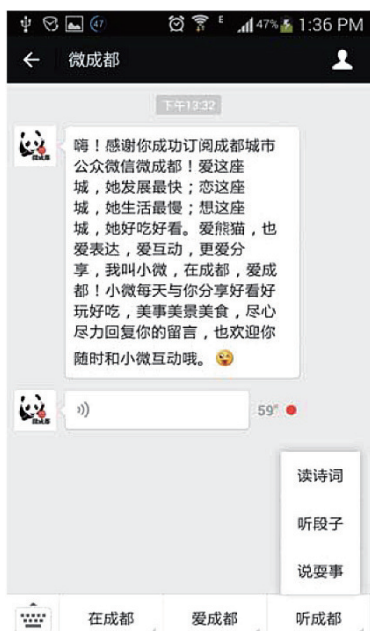 47 E 47% 1:36 PM
微成都
下午13:32
嗨！感谢你成功订阅成都城市
公众微信微成都！爱这座
城，她发展最快；恋这座
城，她生活最慢；想这座
城，她好吃好看。爱熊猫，也
爱表达，爱互动，更爱分
享，我叫小微，在成都，爱成
都！小微每天与你分享好看好
玩好吃，美事美景美食，尽心
尽力回复你的留言，也欢迎你
随时和小微互动哦。
微成都
微成都
59"
读诗词
听段子
说耍事
在成都 爱成都 听成都